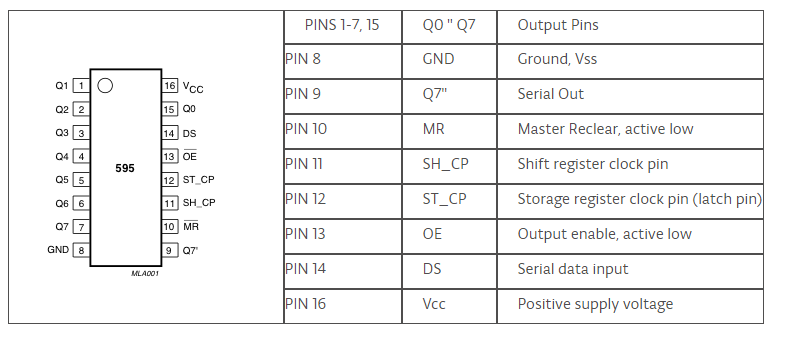 Q1 1
Q2 2
Q3 3
Q4 4
Q5 5
Q6 6
Q7 7
GND 8
595
16 VCC
15 Q0
14 DS
13 OE
12 ST_CP
11 SH_CP
10 MR
9 Q7'
MLA001
PINS 1-7, 15 Q0 " Q7 Output Pins
PIN 8 GND Ground, Vss
PIN 9 Q7" Serial Out
PIN 10 MR Master Reclear, active low
PIN 11 SH_CP Shift register clock pin
PIN 12 ST_CP Storage register clock pin (latch pin)
PIN 13 OE Output enable, active low
PIN 14 DS Serial data input
PIN 16 Vcc Positive supply voltage